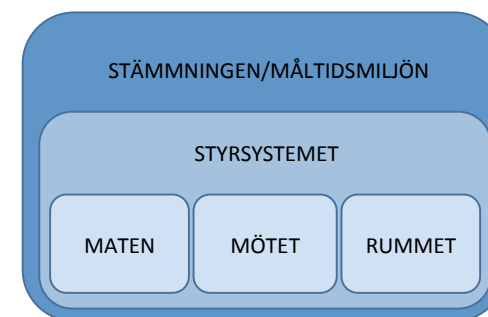 STÄMMNINGEN/MÅLTIDSMILJÖN
STYRSYSTEMET
MATEN MÖTET RUMMET